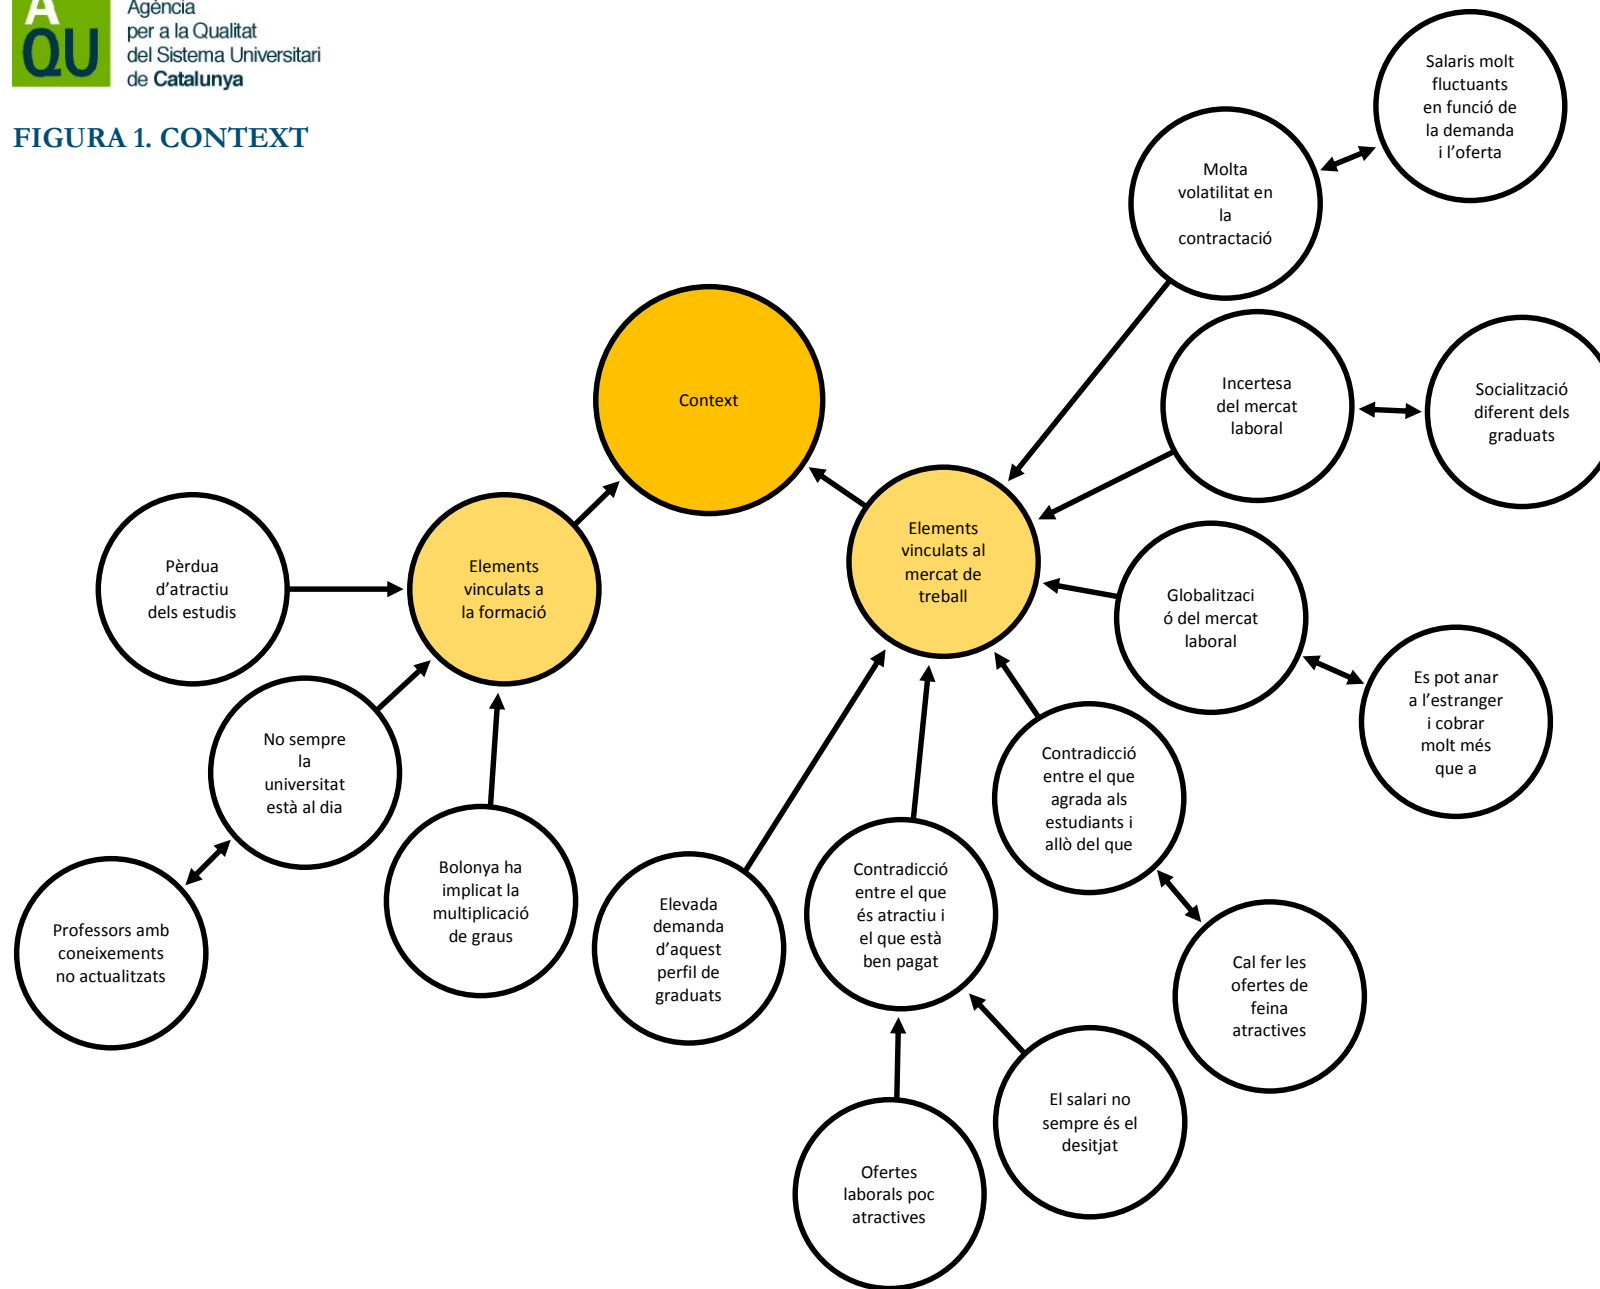 A
QU
Agència
per a la Qualitat
del Sistema Universitari
de Catalunya
FIGURA 1. CONTEXT
Salaris molt
fluctuants
en funció de
la demanda
i l'oferta
Molta
volatilitat en
la
contractació
Context
Incertesa
del mercat
laboral
Socialització
diferent dels
graduats
Elements
vinculats al
mercat de
treball
Pèrdua
d'atractiu
dels estudis
Elements
vinculats a
la formació
Globalitzaci
ó del mercat
laboral
Es pot anar
a l'estranger
i cobrar
molt més
que a
No sempre
la
universitat
està al dia
Contradicció
entre el que
agrada als
estudiants i
allò del que
Bolonya ha
implicat la
multiplicació
de graus
Contradicció
entre el que
és atractiu i
el que està
ben pagat
Elevada
demanda
d'aquest
perfil de
graduats
Professors amb
coneixements
no actualitzats
Cal fer les
ofertes de
feina
atractives
El salari no
sempre és el
desitjat
Ofertes
laborals poc
atractives